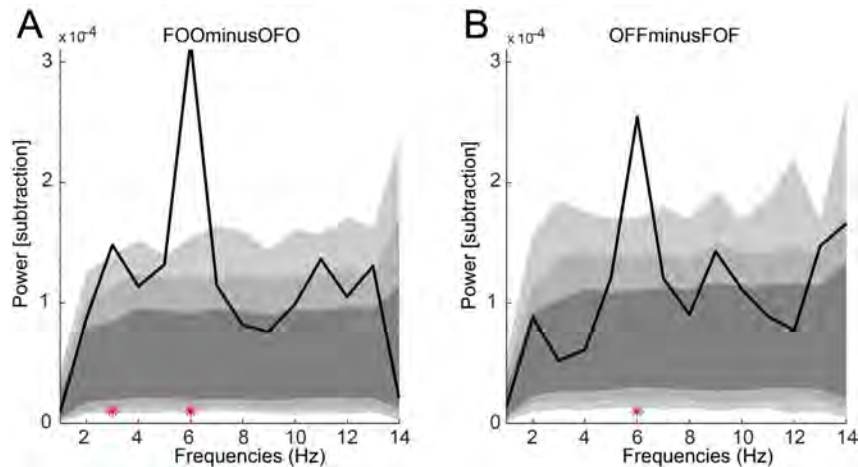 A
FOOminusOFO
× 10⁻⁴
3
2
1
0
Power [subtraction]
2 4 6 8 10 12 14
Frequencies (Hz)
B
OFFminusFOF
× 10⁻⁴
3
2
1
0
Power [subtraction]
2 4 6 8 10 12 14
Frequencies (Hz)